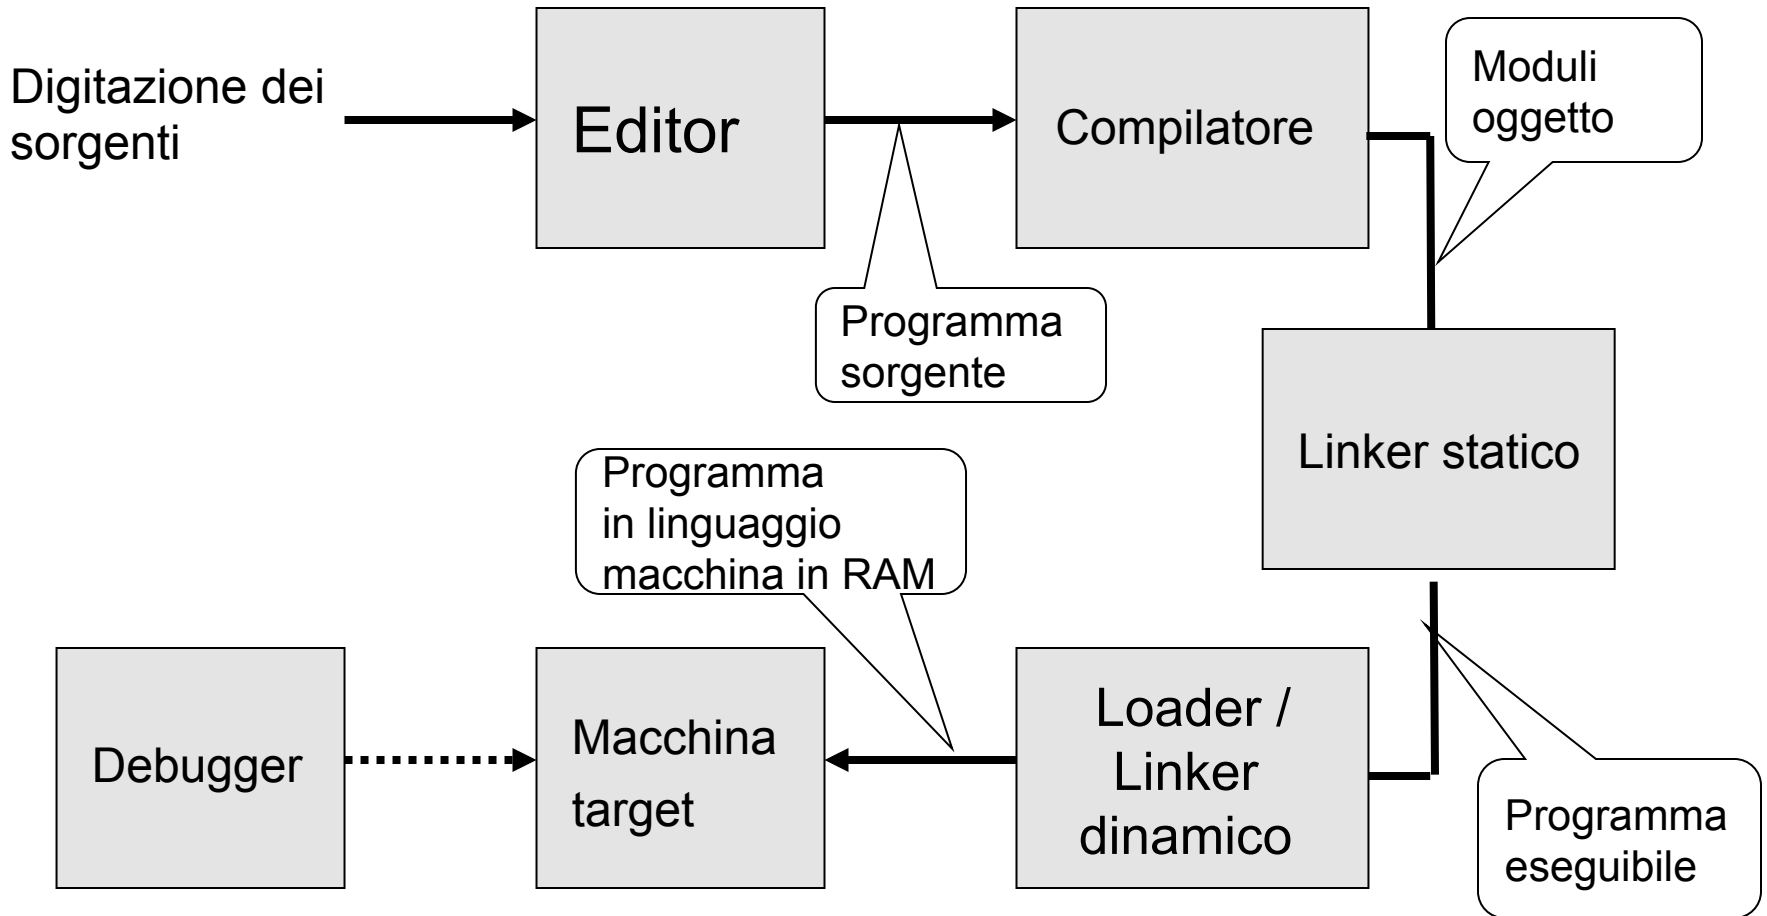 Digitazione dei
sorgenti
Editor
Compilatore
Moduli
oggetto
Programma
sorgente
Linker statico
Programma
in linguaggio
macchina in RAM
Debugger
Macchina
target
Loader /
Linker
dinamico
Programma
eseguibile